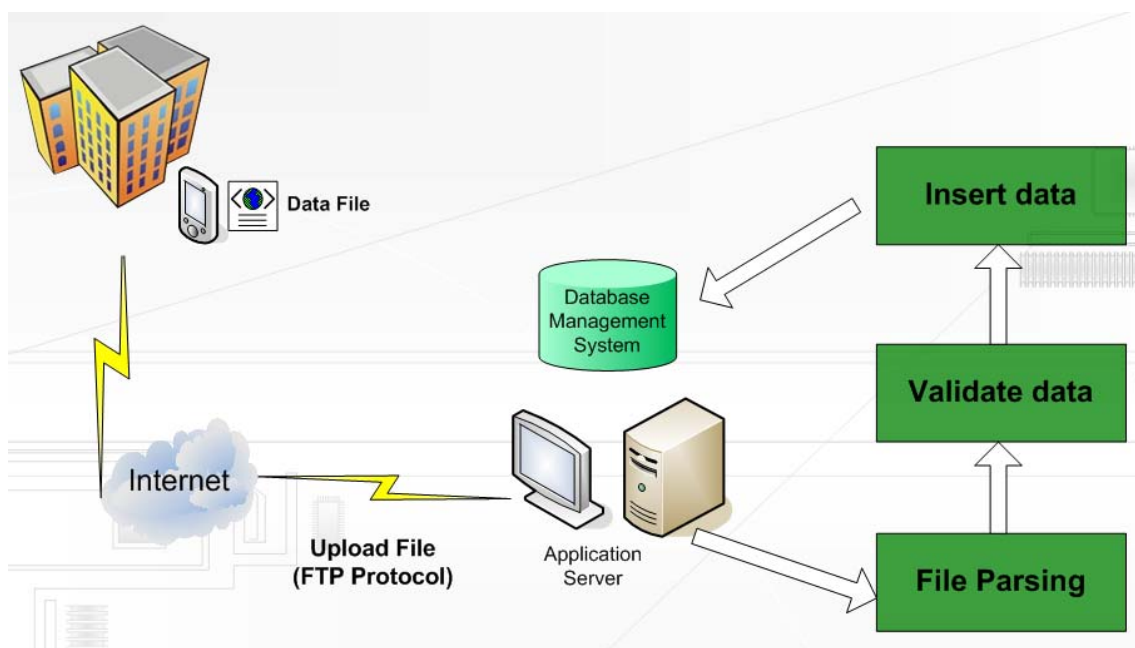 Data File
Insert data
Database
Management
System
Validate data
Internet
Upload File
(FTP Protocol)
Application
Server
File Parsing